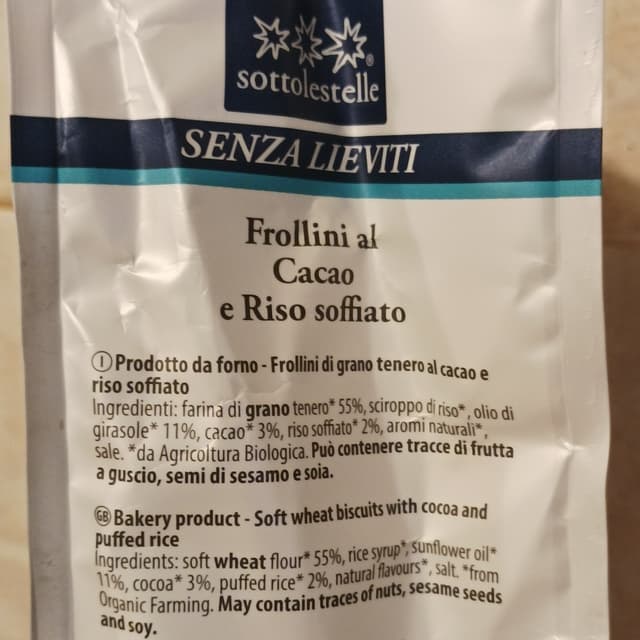 sottolestelle®
SENZA LIEVITI
Frollini al
Cacao
e Riso soffiato
I Prodotto da forno - Frollini di grano tenero al cacao e
riso soffiato
Ingredienti: farina di grano tenero* 55%, sciroppo di riso*, olio di
girasole* 11%, cacao* 3%, riso soffiato* 2%, aromi naturali*,
sale. *da Agricoltura Biologica. Può contenere tracce di frutta
a guscio, semi di sesamo e soia.
GB Bakery product - Soft wheat biscuits with cocoa and
puffed rice
Ingredients: soft wheat flour* 55%, rice syrup*, sunflower oil*
11%, cocoa* 3%, puffed rice* 2%, natural flavours*, salt. *from
Organic Farming. May contain traces of nuts, sesame seeds
and soy.